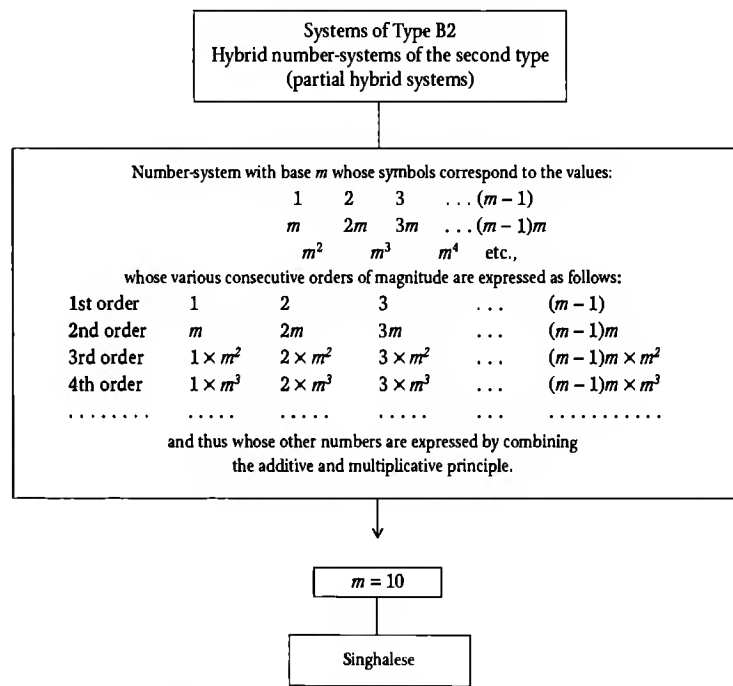 Systems of Type B2
Hybrid number-systems of the second type
(partial hybrid systems)
Number-system with base m whose symbols correspond to the values:
1 2 3 . . . (m – 1)
m 2m 3m . . . (m – 1)m
m² m³ m⁴ etc.,
whose various consecutive orders of magnitude are expressed as follows:
1st order 1 2 3 . . . (m – 1)
2nd order m 2m 3m . . . (m – 1)m
3rd order 1 × m² 2 × m² 3 × m² . . . (m – 1)m × m²
4th order 1 × m³ 2 × m³ 3 × m³ . . . (m – 1)m × m³
. . . . . . . . . . . . . . . . . . . . . . . . . . . . . . . . . . . . . .
and thus whose other numbers are expressed by combining
the additive and multiplicative principle.
m = 10
Singhalese